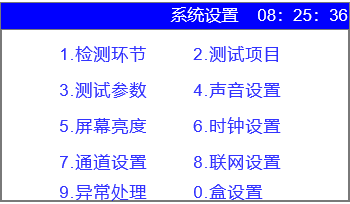 系统设置 08: 25: 36
1.检测环节 2.测试项目
3.测试参数 4.声音设置
5.屏幕亮度 6.时钟设置
7.通道设置 8.联网设置
9.异常处理 0.盒设置